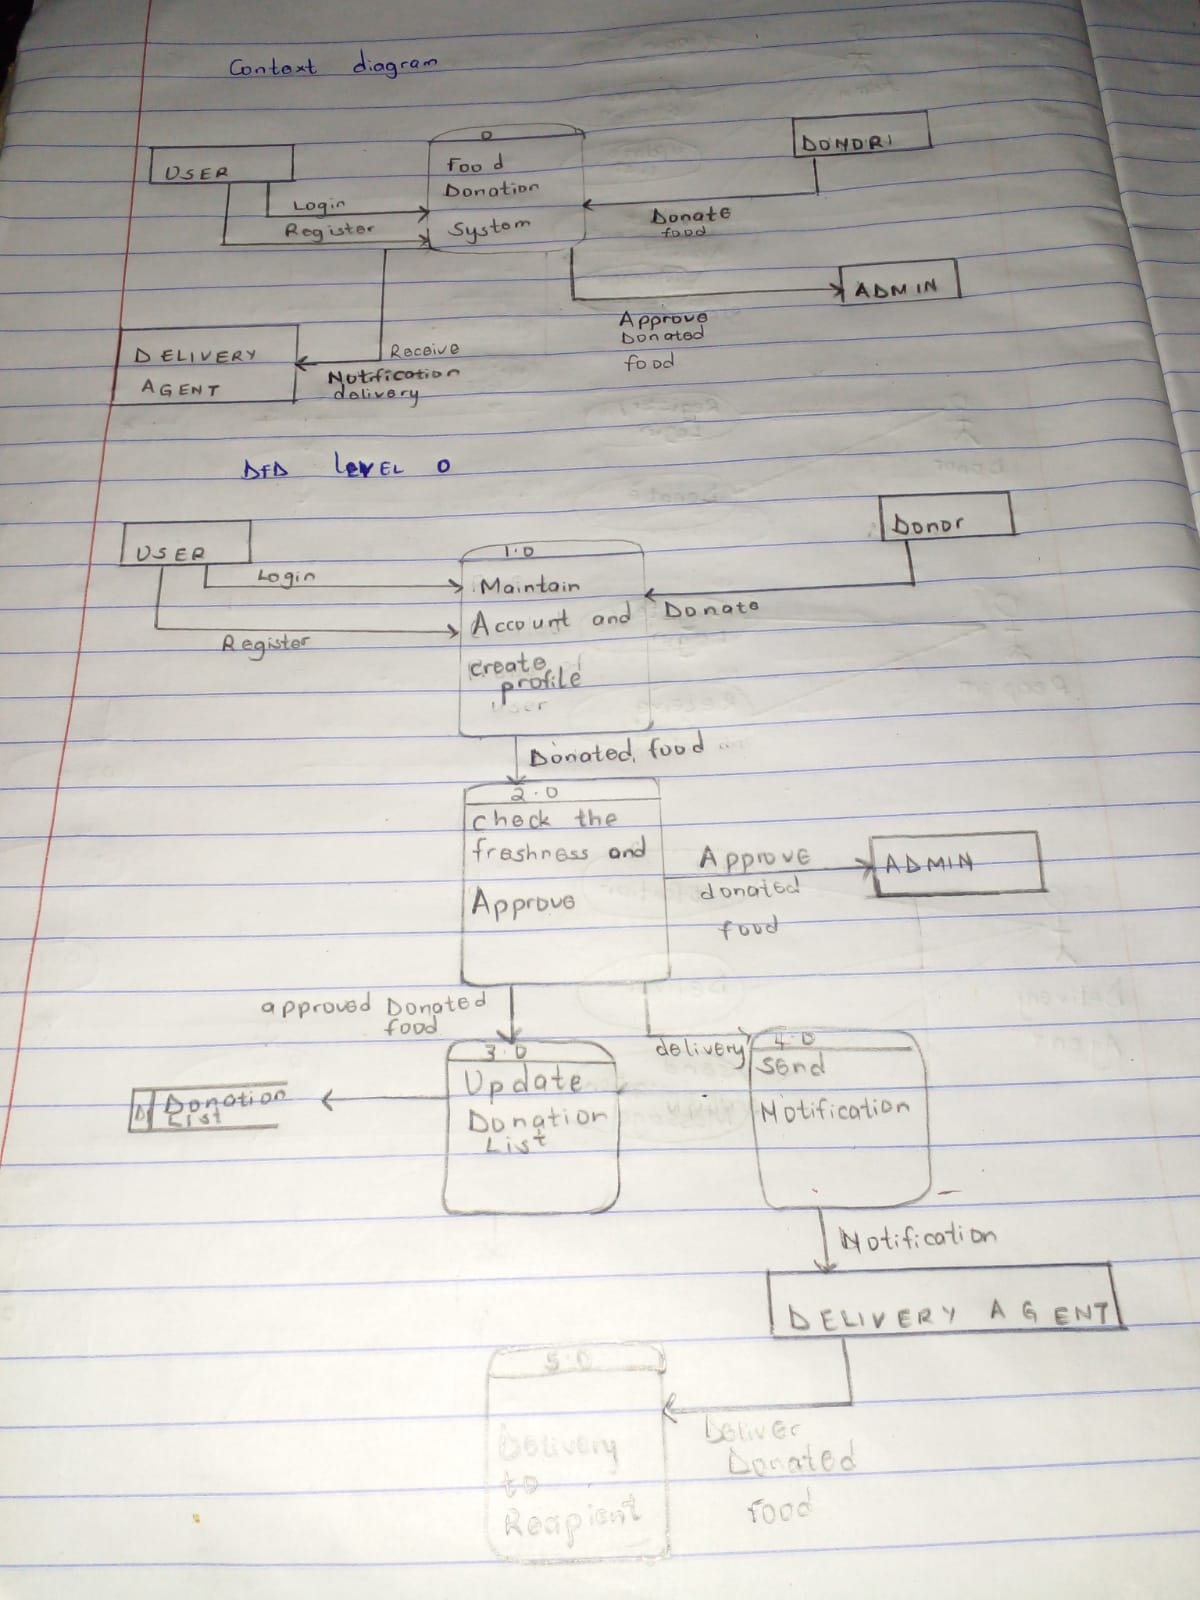 Context diagram
0
USER
Food
Donation
System
DONOR
Login
Register
Donate
food
ADMIN
Approve
Donated
food
DELIVERY
AGENT
Receive
Notification
delivery
DFD LEVEL 0
USER
Donor
1.0
Login
Maintain
Account and
create
profile
User
Donate
Register
Donated food
2.0
check the
freshness and
Approve
Approve
donated
food
ADMIN
approved Donated
food
delivery
3.0
Update
Donation
List
4.0
Send
Notification
Donation
List
Notification
DELIVERY AGENT
5.0
Delivery
to
Reapient
Deliver
Donated
food